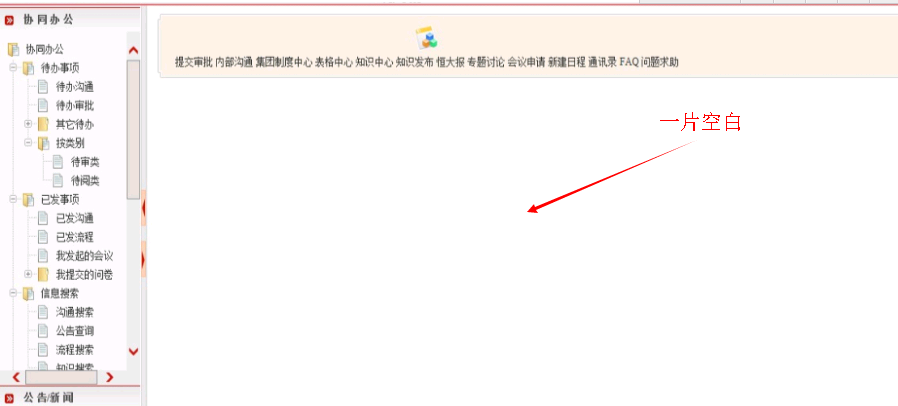 协同办公
协同办公
待办事项
待办沟通
待办审批
其它待办
按类别
待审类
待阅类
已发事项
已发沟通
已发流程
我发起的会议
我提交的问卷
信息搜索
沟通搜索
公告查询
流程搜索
知识搜索
公告/新闻
提交审批 内部沟通 集团制度中心 表格中心 知识中心 知识发布 恒大报 专题讨论 会议申请 新建日程 通讯录 FAQ 问题求助
一片空白